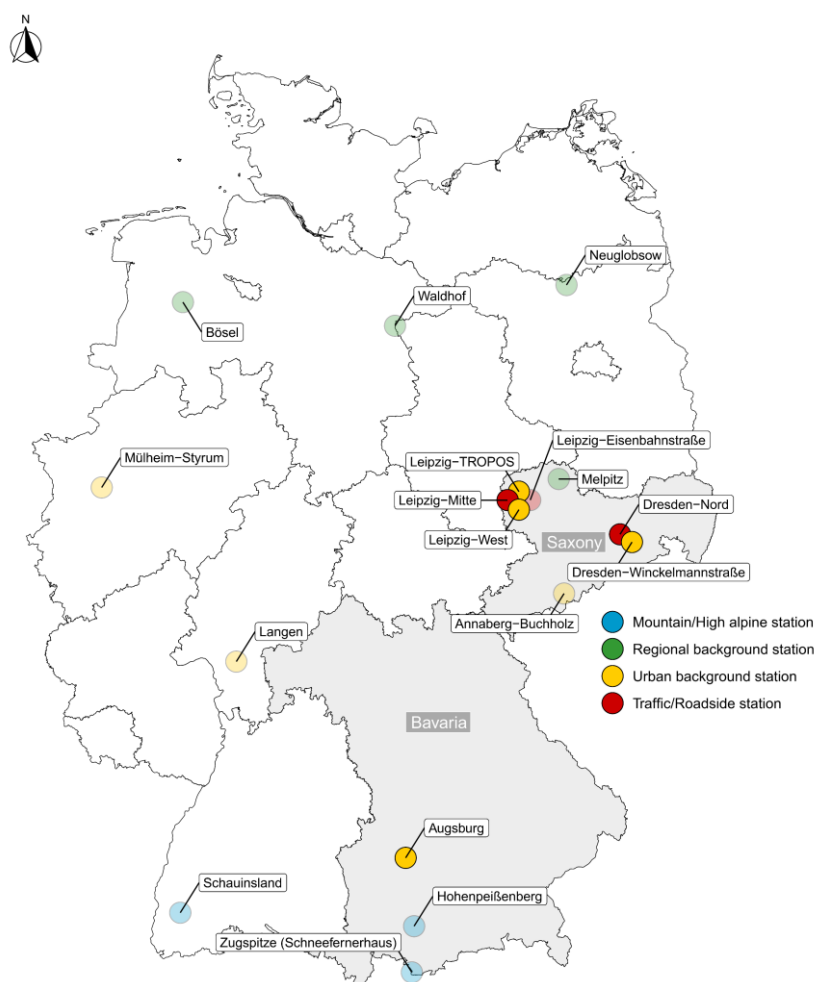 N
Neuglobsow
Waldhof
Bösel
Leipzig−Eisenbahnstraße
Mülheim−Styrum
Leipzig−TROPOS
Melpitz
Leipzig−Mitte
Dresden−Nord
Leipzig−West
Saxony
Dresden−Winckelmannstraße
Annaberg−Buchholz
Langen
Mountain/High alpine station
Regional background station
Urban background station
Traffic/Roadside station
Bavaria
Augsburg
Schauinsland
Hohenpeißenberg
Zugspitze (Schneefernerhaus)